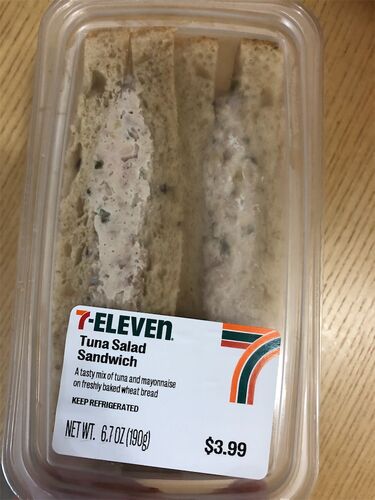 7-ELEVEN.
Tuna Salad
Sandwich
A tasty mix of tuna and mayonnaise
on freshly baked wheat bread
KEEP REFRIGERATED
NET WT. 6.7 OZ (190g)
$3.99
7